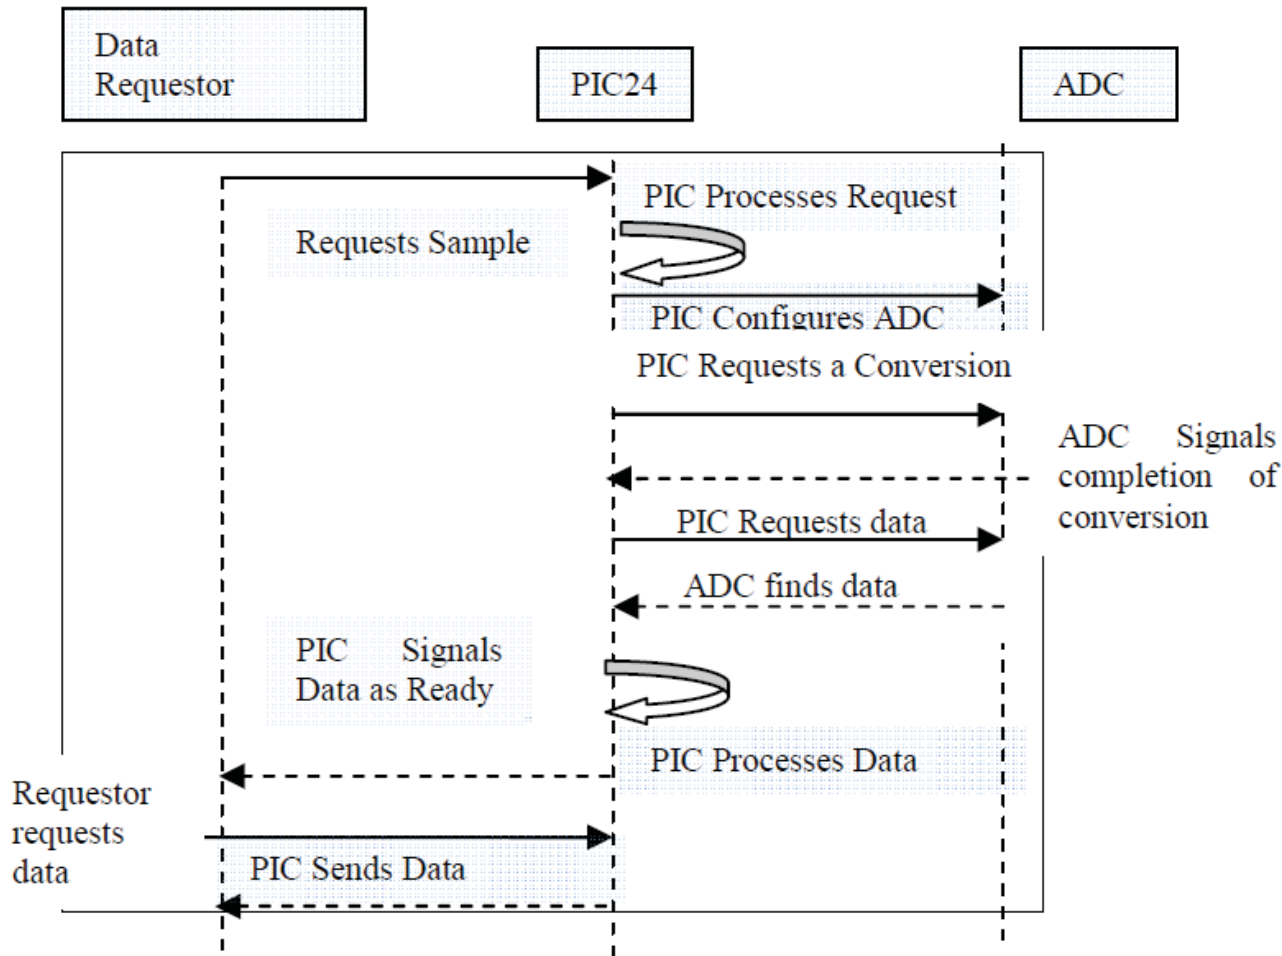 Data
Requestor
PIC24
ADC
PIC Processes Request
Requests Sample
PIC Configures ADC
PIC Requests a Conversion
ADC Signals
completion of
conversion
PIC Requests data
ADC finds data
PIC Signals
Data as Ready
PIC Processes Data
Requestor
requests
data
PIC Sends Data